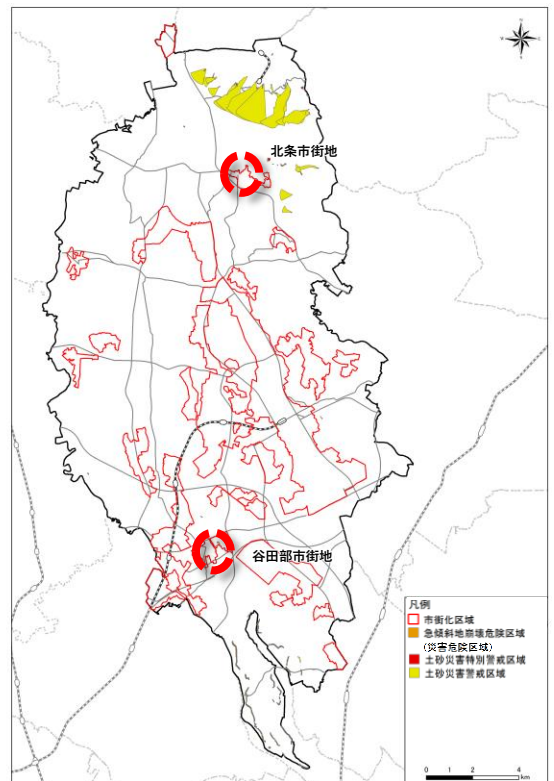 北条市街地
谷田部市街地
凡例
市街化区域
急傾斜地崩壊危険区域
(災害危険区域)
土砂災害特別警戒区域
土砂災害警戒区域
0 1 2 4
km